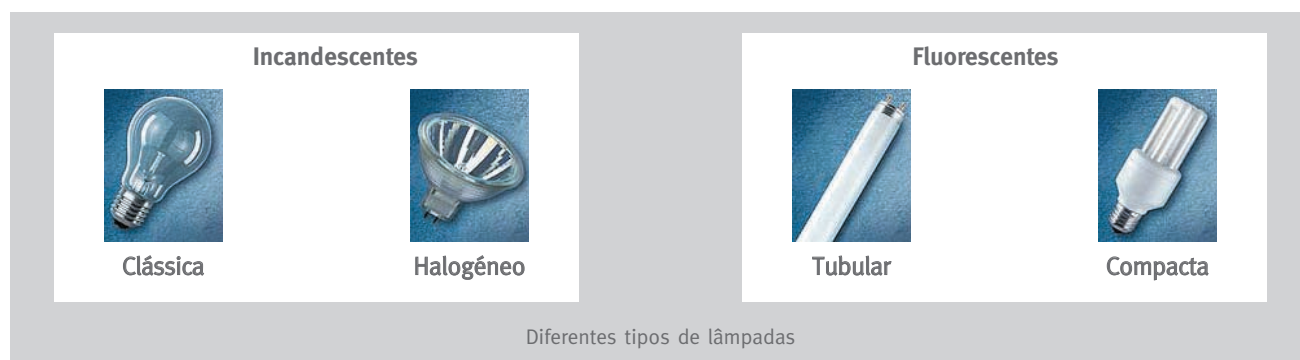 Incandescentes
Fluorescentes
Clássica
Halogéneo
Tubular
Compacta
Diferentes tipos de lâmpadas